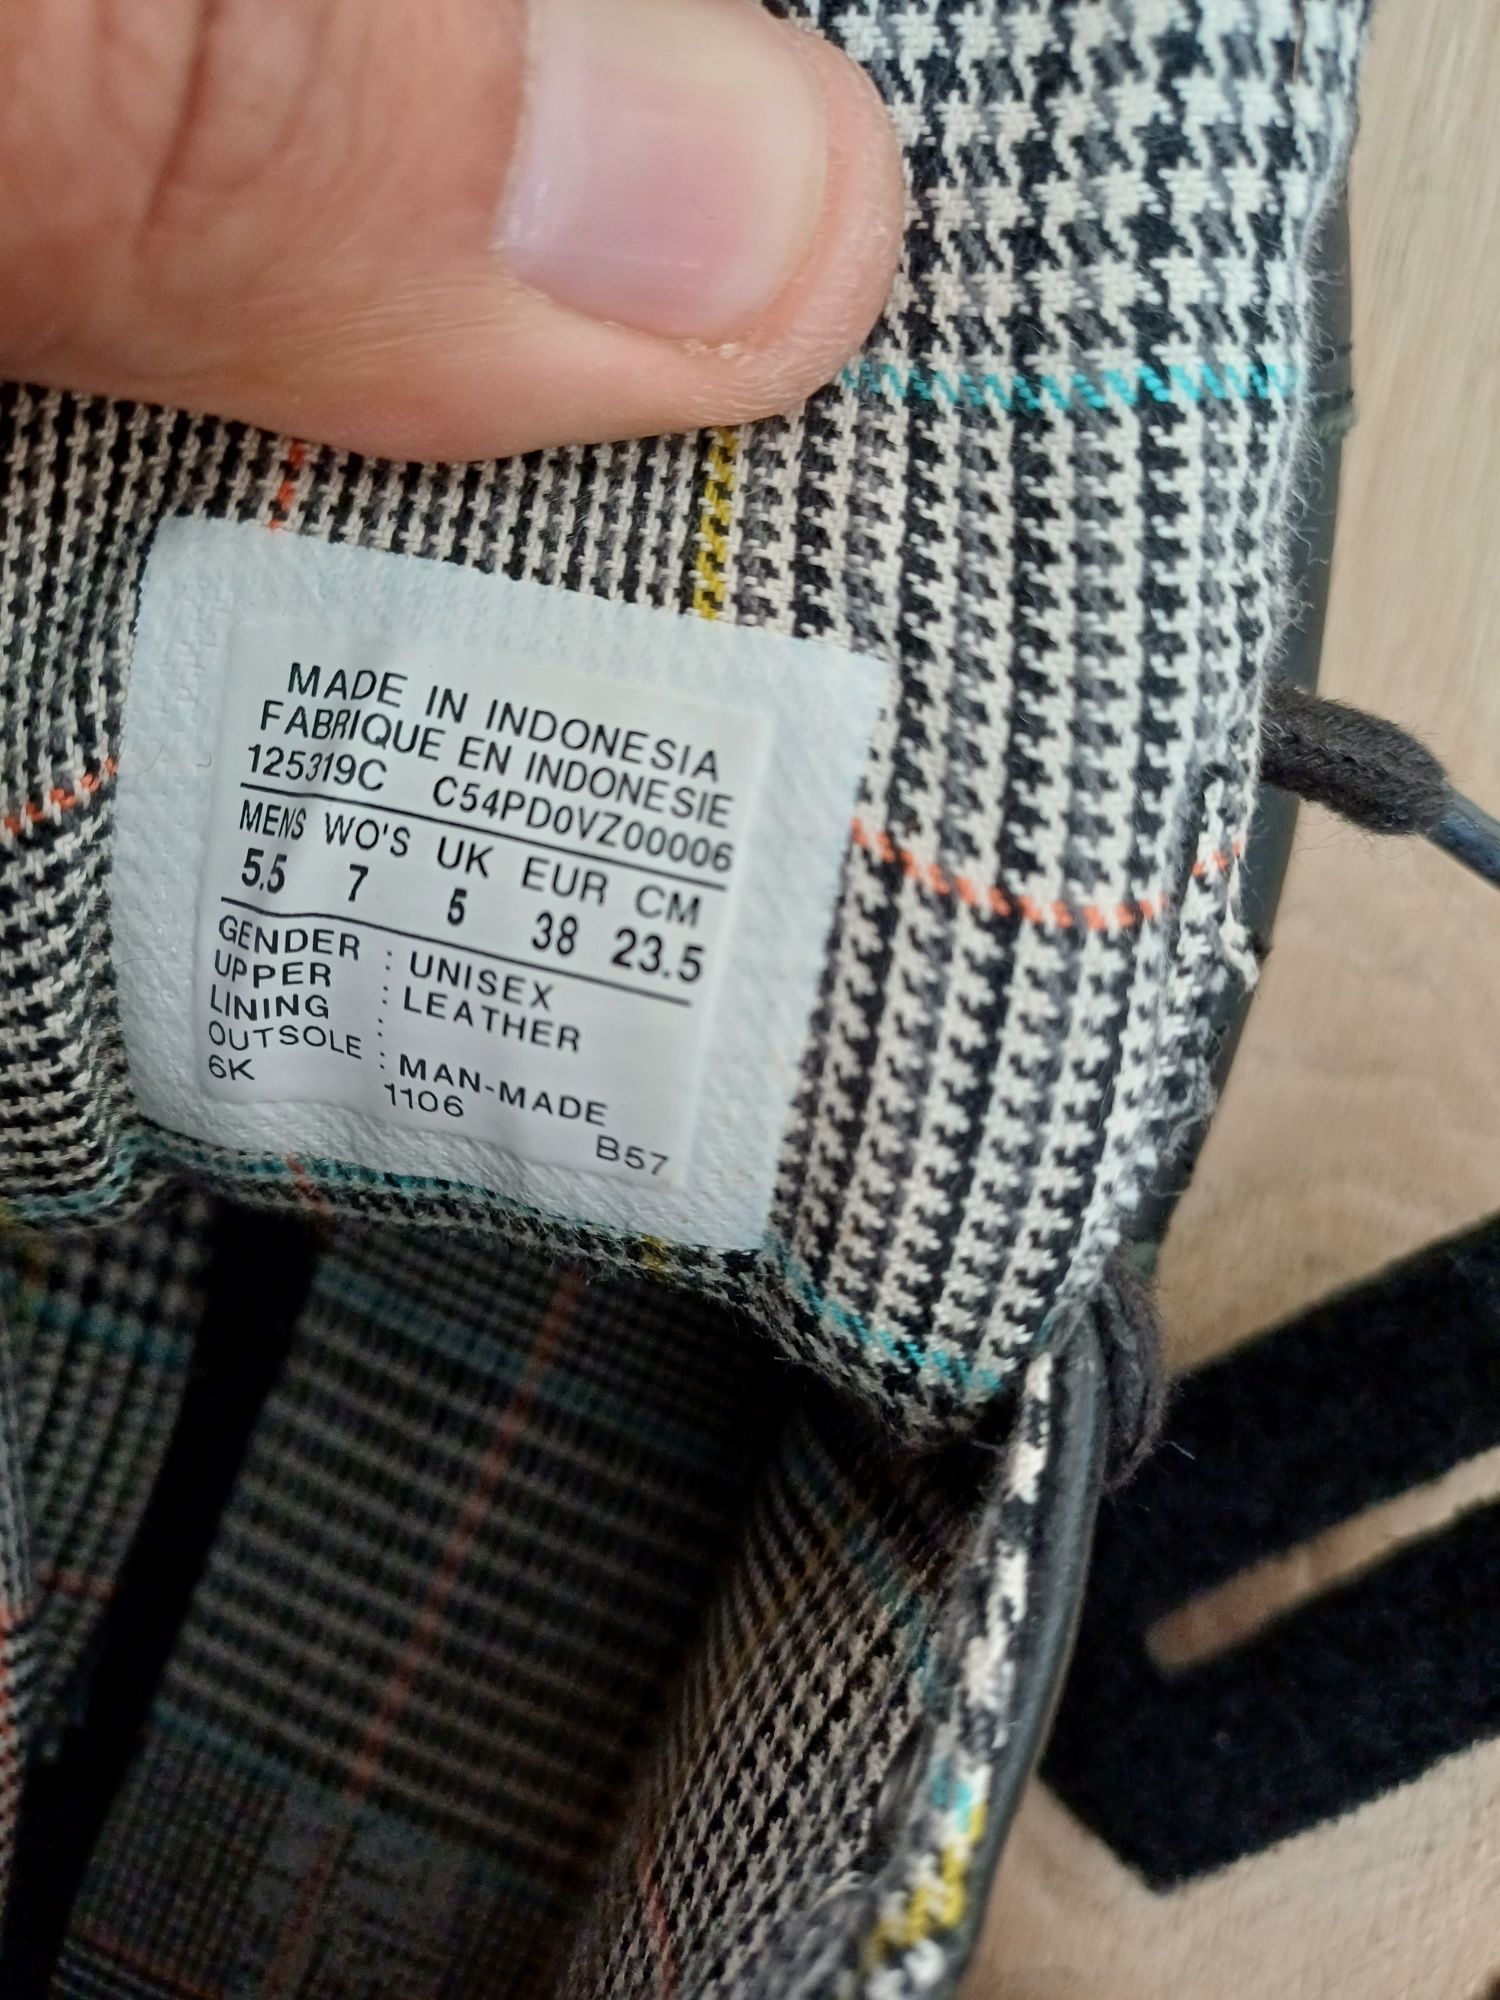 MADE IN INDONESIA
FABRIQUE EN INDONESIE
125319C C54PD0VZ00006
MENS WO'S UK EUR CM
5.5 7 5 38 23.5
GENDER : UNISEX
UPPER : LEATHER
LINING :
OUTSOLE : MAN-MADE
6K 1106 B57